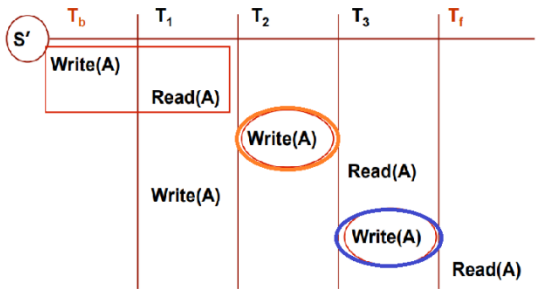 S′ T_b T_1 T_2 T_3 T_f
Write(A)
Read(A)
Write(A)
Read(A)
Write(A)
Write(A)
Read(A)